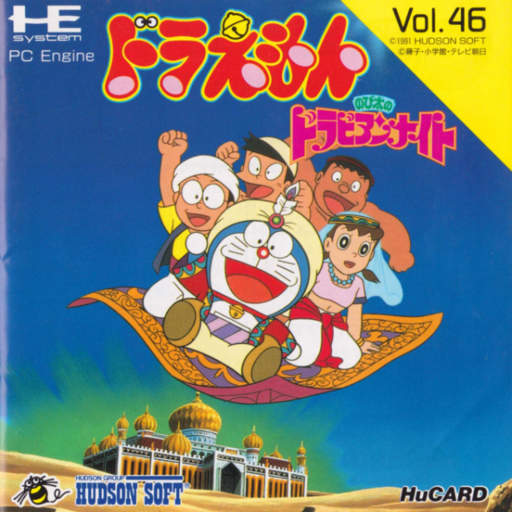 HE
system
PC Engine
ドラえもん
Vol.46
©1991 HUDSON SOFT
©藤子・小学館・テレビ朝日
のび太の
ドラビアンナイト
HUDSON GROUP
HUDSON SOFT
HuCARD